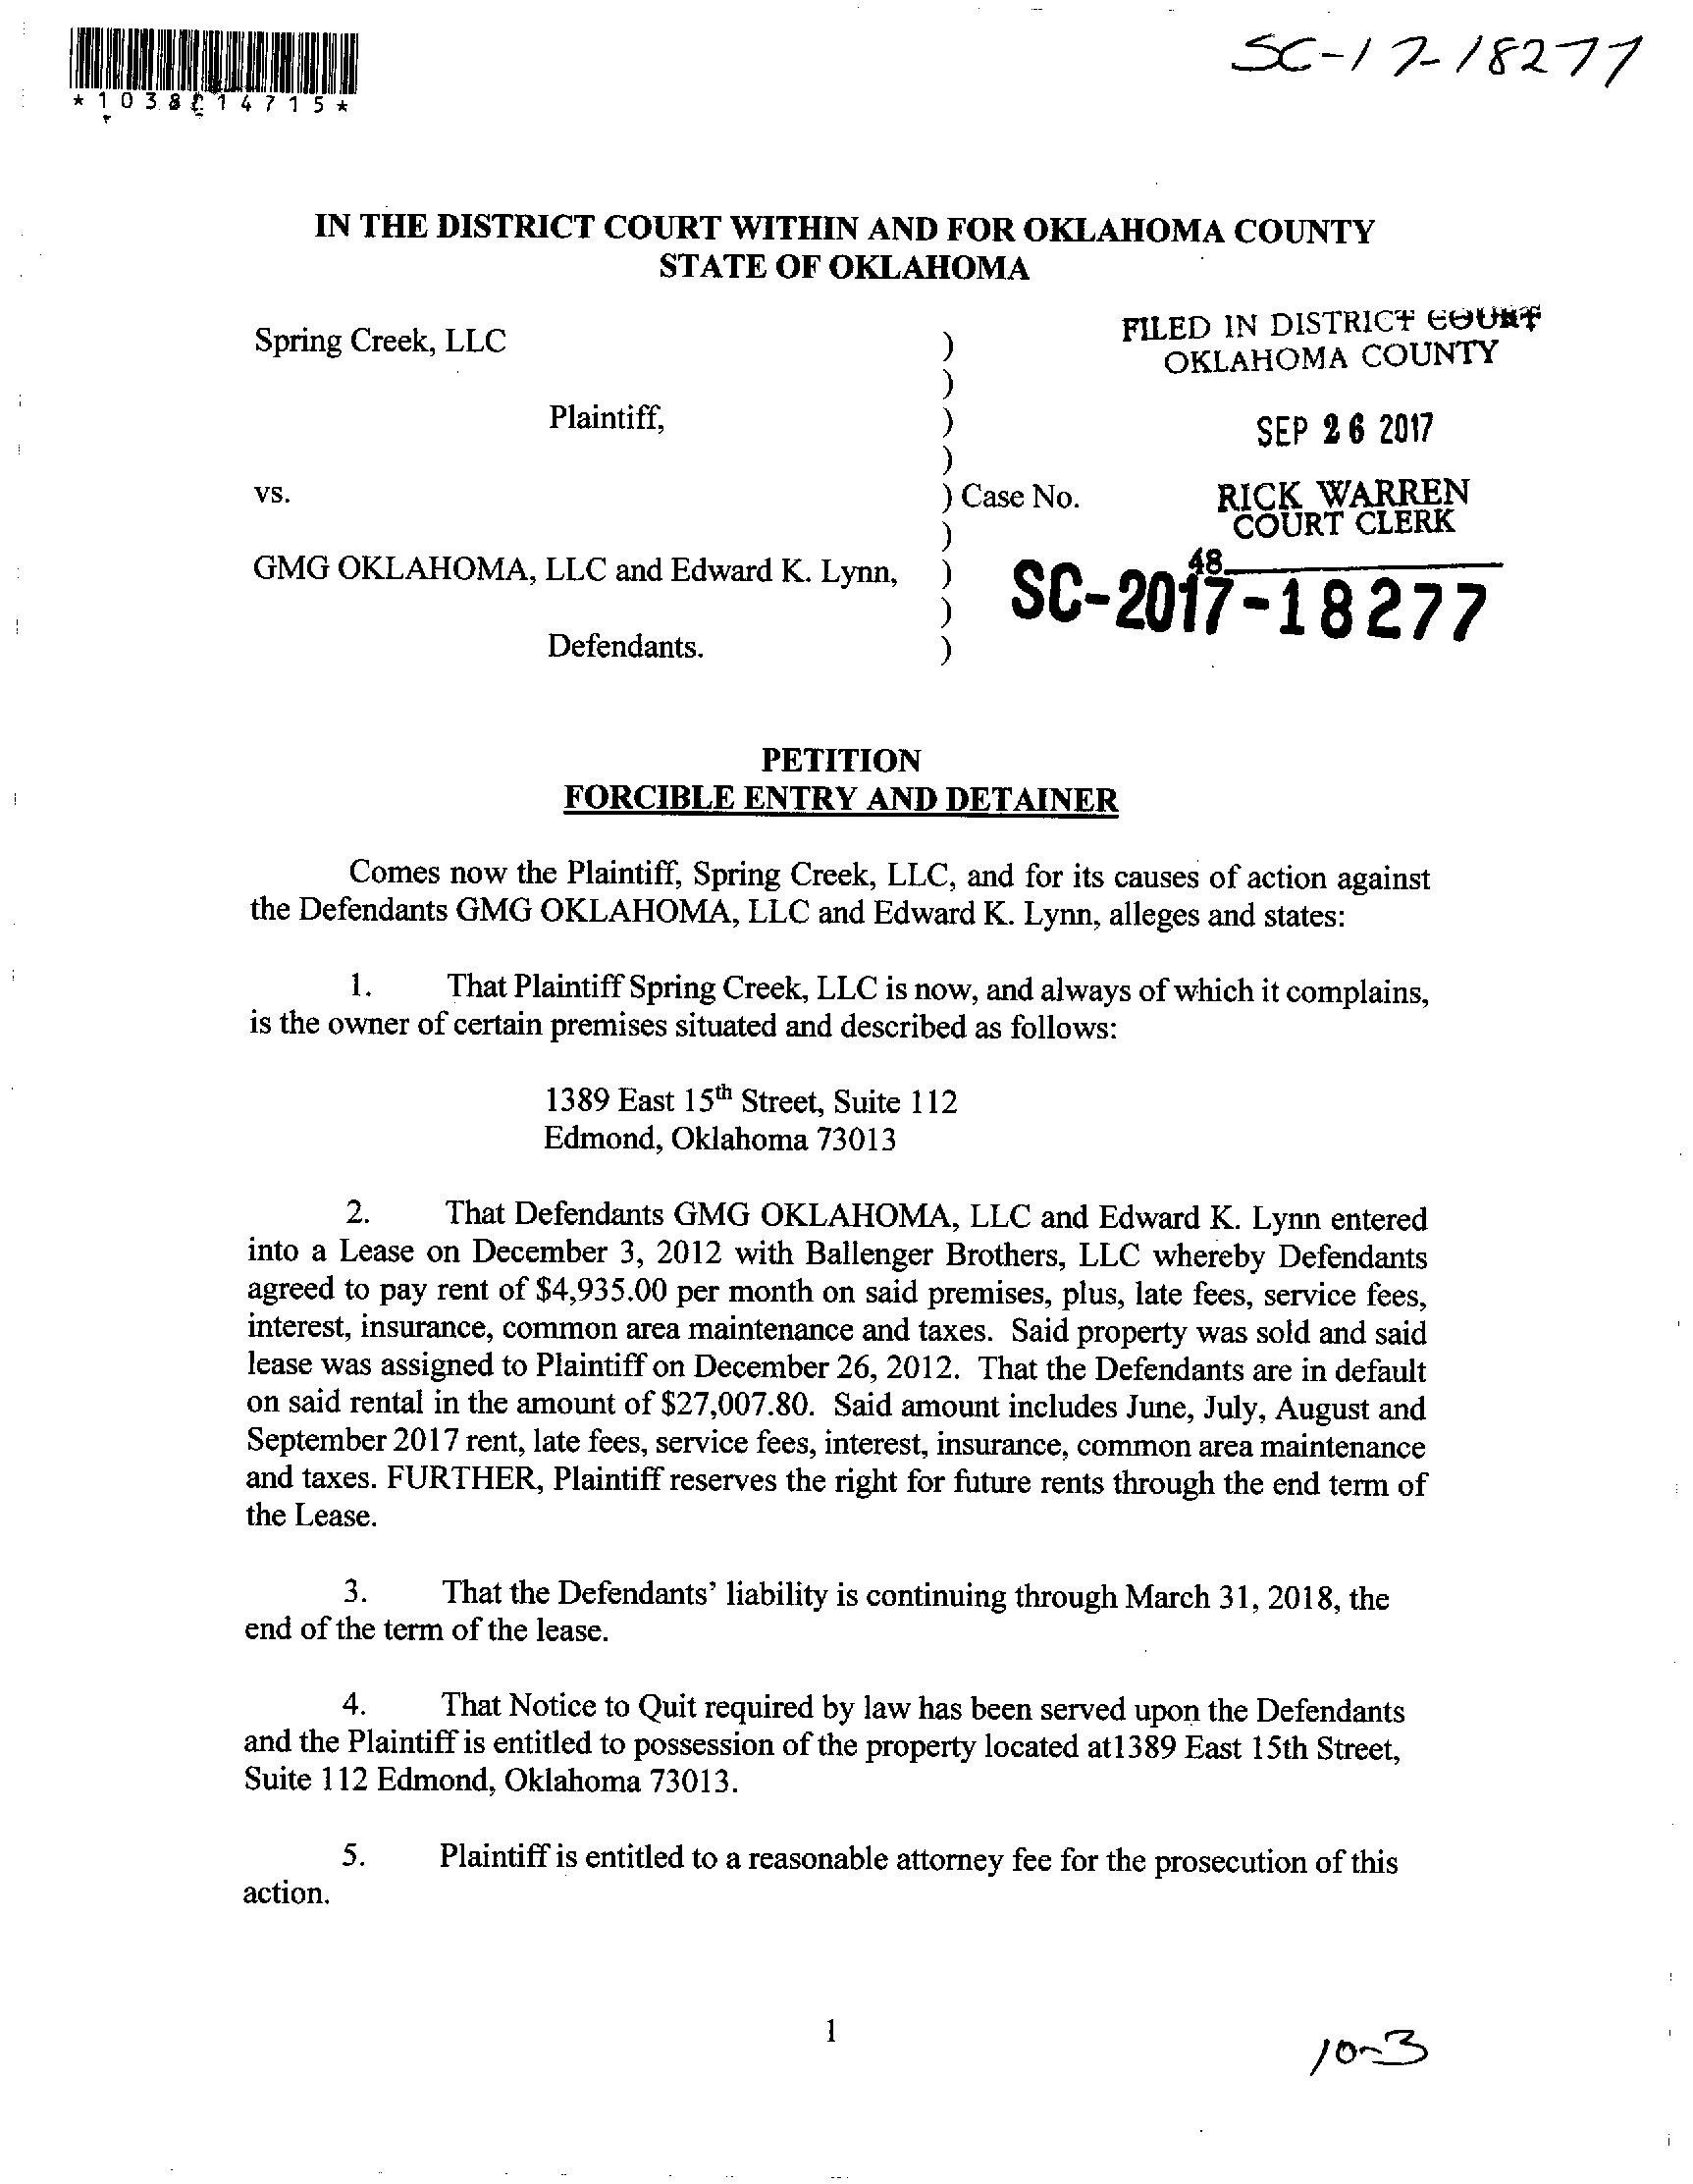 SC-17-18277
IN THE DISTRICT COURT WITHIN AND FOR OKLAHOMA COUNTY
STATE OF OKLAHOMA
FILED IN DISTRICT COURT
OKLAHOMA COUNTY
Spring Creek, LLC )
)
Plaintiff, )
SEP 26 2017
)
vs. ) Case No.
RICK WARREN
COURT CLERK
)
48
GMG OKLAHOMA, LLC and Edward K. Lynn, )
SC-2017-18277
)
Defendants. )
PETITION
FORCIBLE ENTRY AND DETAINER
Comes now the Plaintiff, Spring Creek, LLC, and for its causes of action against
the Defendants GMG OKLAHOMA, LLC and Edward K. Lynn, alleges and states:
1. That Plaintiff Spring Creek, LLC is now, and always of which it complains,
is the owner of certain premises situated and described as follows:
1389 East 15th Street, Suite 112
Edmond, Oklahoma 73013
2. That Defendants GMG OKLAHOMA, LLC and Edward K. Lynn entered
into a Lease on December 3, 2012 with Ballenger Brothers, LLC whereby Defendants
agreed to pay rent of $4,935.00 per month on said premises, plus, late fees, service fees,
interest, insurance, common area maintenance and taxes. Said property was sold and said
lease was assigned to Plaintiff on December 26, 2012. That the Defendants are in default
on said rental in the amount of $27,007.80. Said amount includes June, July, August and
September 2017 rent, late fees, service fees, interest, insurance, common area maintenance
and taxes. FURTHER, Plaintiff reserves the right for future rents through the end term of
the Lease.
3. That the Defendants' liability is continuing through March 31, 2018, the
end of the term of the lease.
4. That Notice to Quit required by law has been served upon the Defendants
and the Plaintiff is entitled to possession of the property located at1389 East 15th Street,
Suite 112 Edmond, Oklahoma 73013.
5. Plaintiff is entitled to a reasonable attorney fee for the prosecution of this
action.
1
10-3